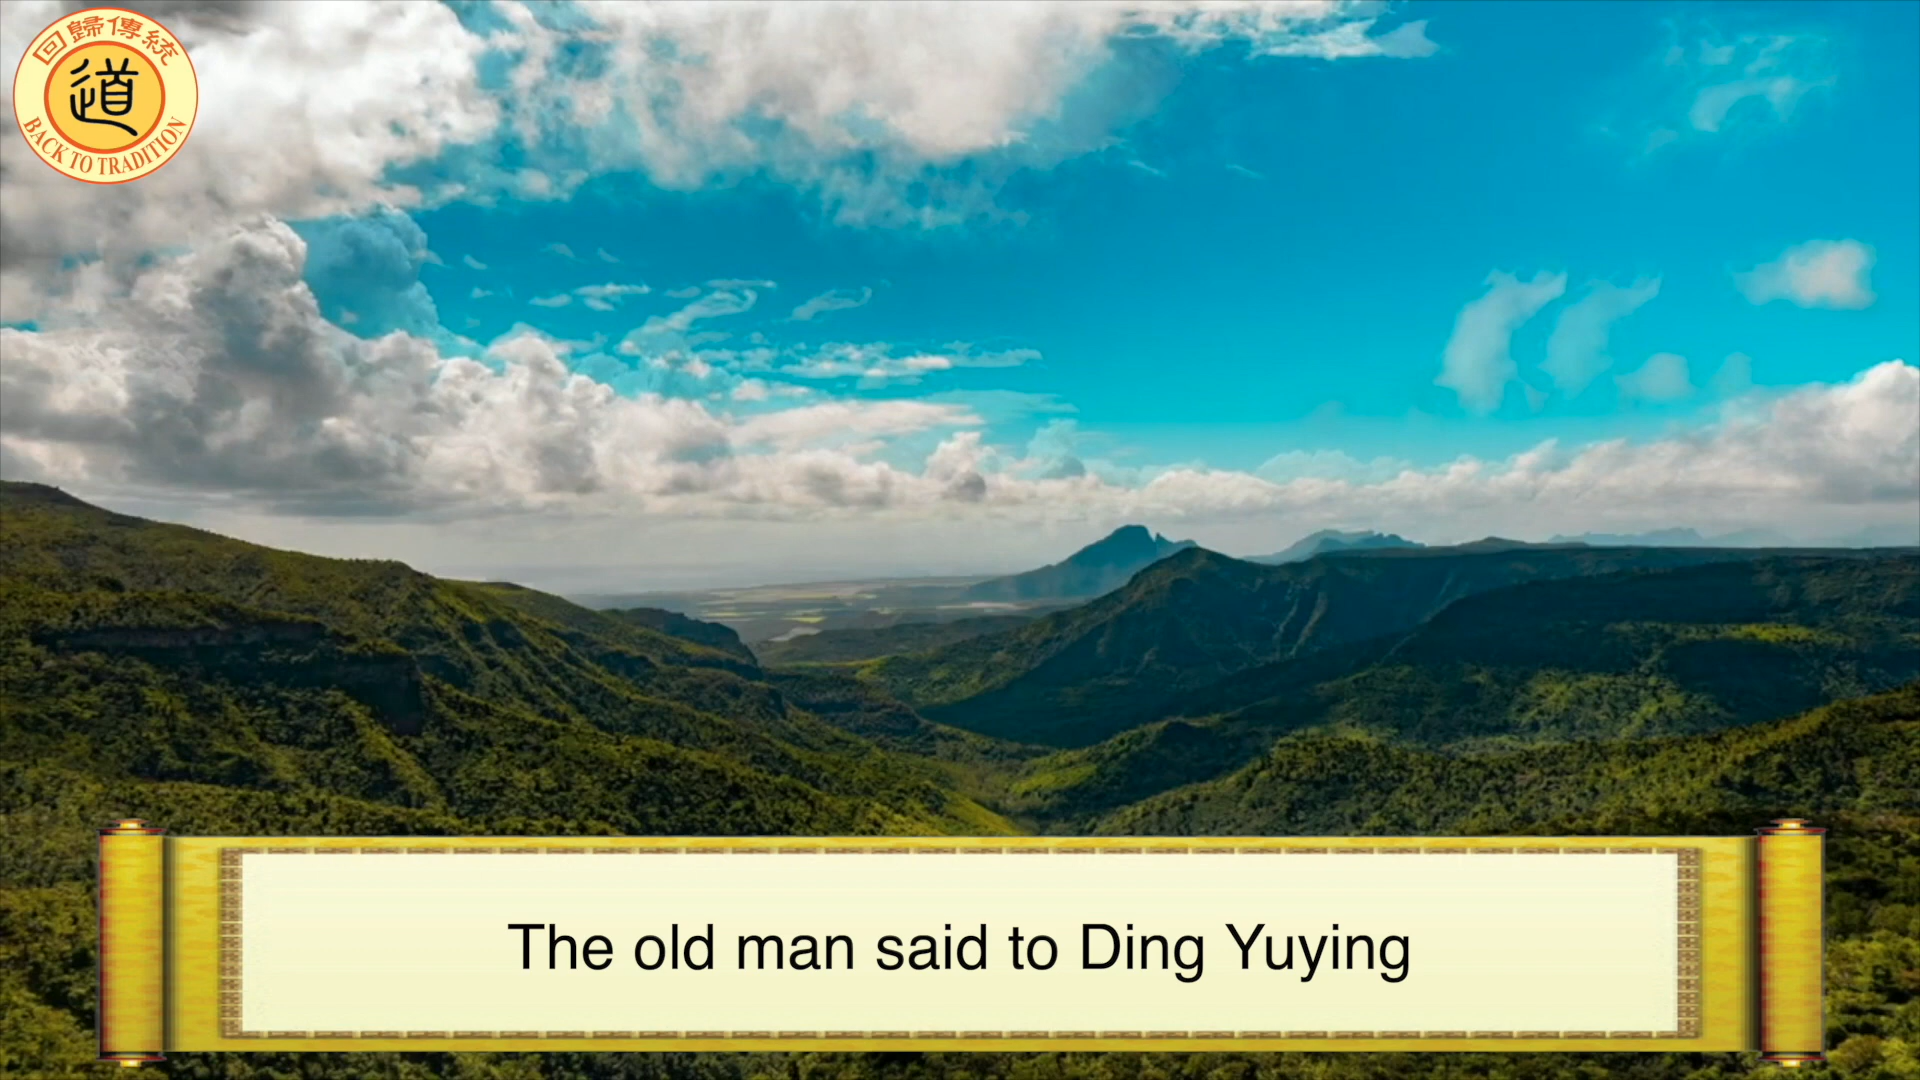 回歸傳統
道
BACK TO TRADITION
The old man said to Ding Yuying